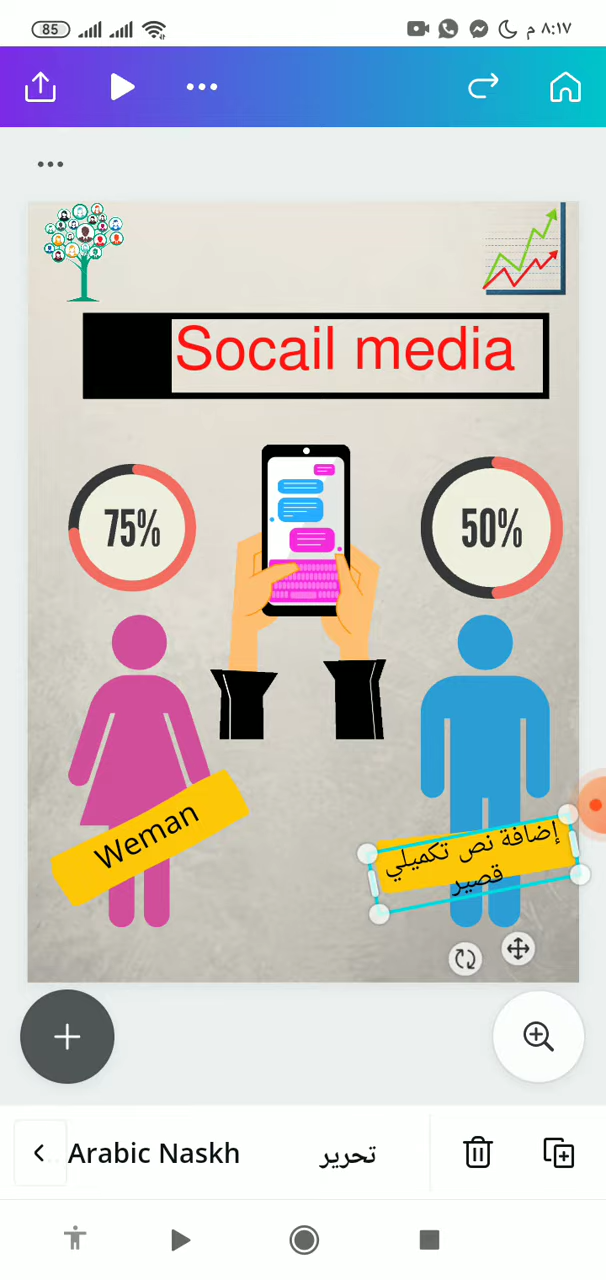 85
٨:١٧ م
Socail media
75%
50%
Weman
إضافة نص تكميلي
قصير
Arabic Naskh
تحرير